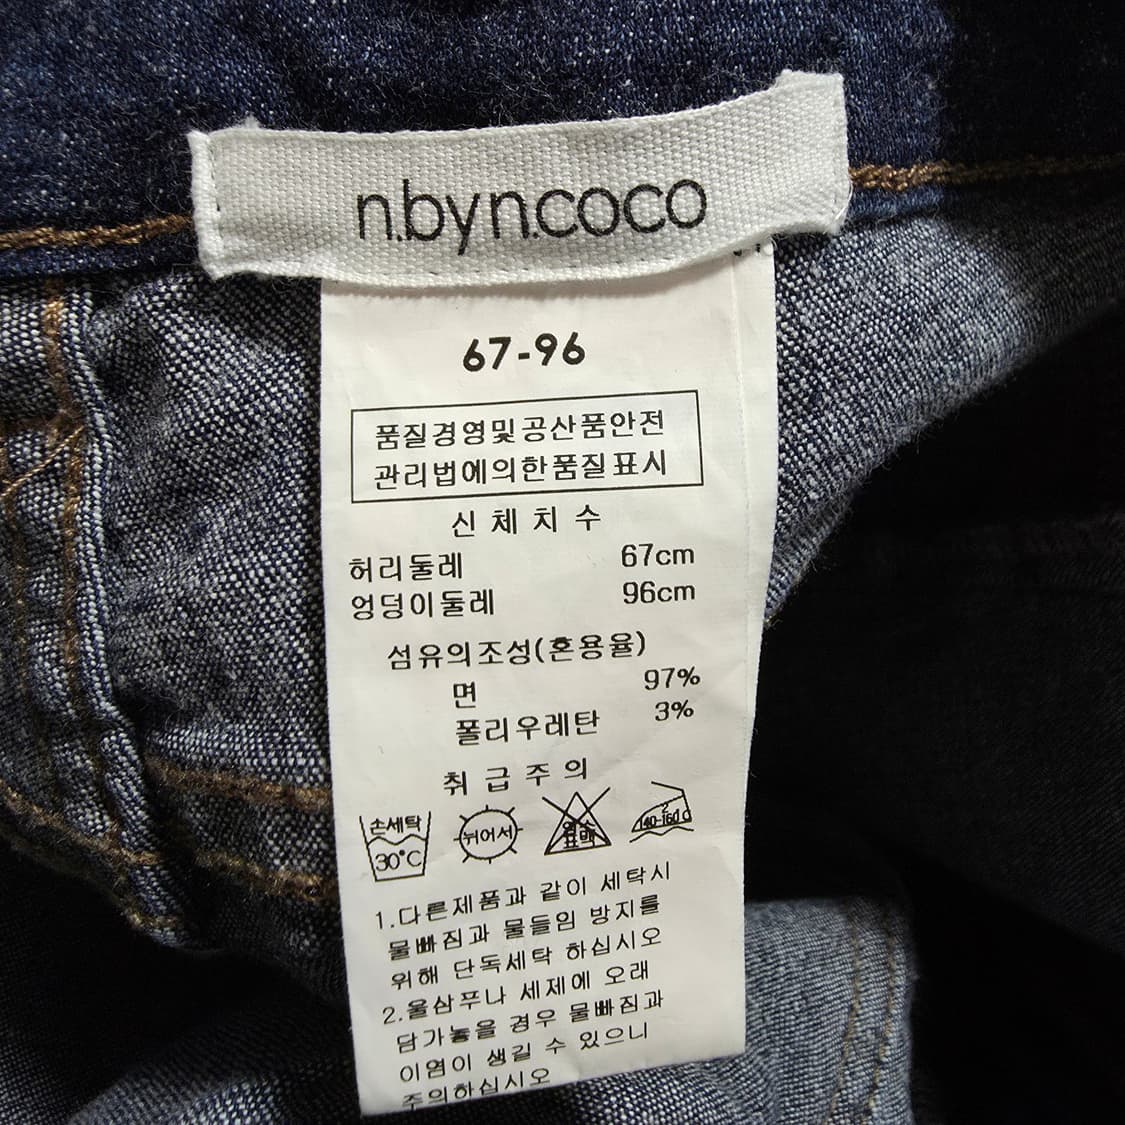 n.byn.coco
67-96
품질경영및공산품안전
관리법에의한품질표시
신체치수
허리둘레 67cm
엉덩이둘레 96cm
섬유의조성(혼용율)
면 97%
폴리우레탄 3%
취급주의
손세탁 뉘어서 염소 140-160℃
30℃ 표백
1.다른제품과 같이 세탁시
물빠짐과 물들임 방지를
위해 단독세탁 하십시오
2.울삼푸나 세제에 오래
담가놓을 경우 물빠짐과
이염이 생길 수 있으니
주의하십시오